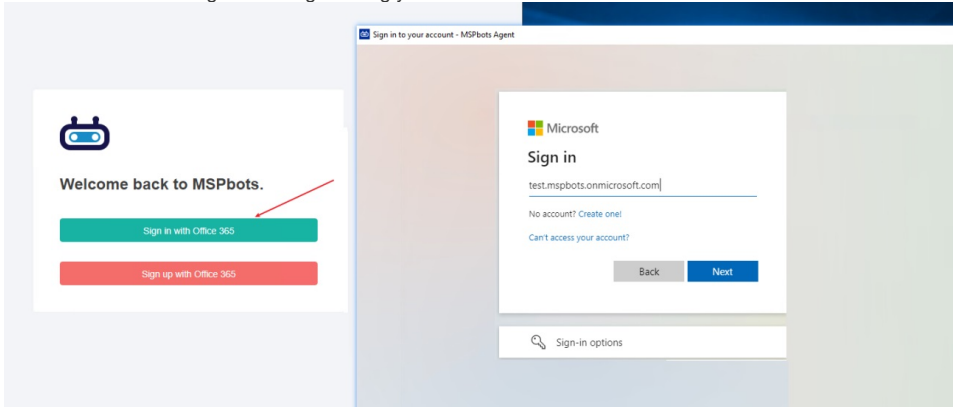 Welcome back to MSPbots.
Sign in with Office 365
Sign up with Office 365
Sign in to your account - MSPbots Agent
Microsoft
Sign in
test.mspbots.onmicrosoft.com
No account? Create one!
Can't access your account?
Back
Next
Sign-in options